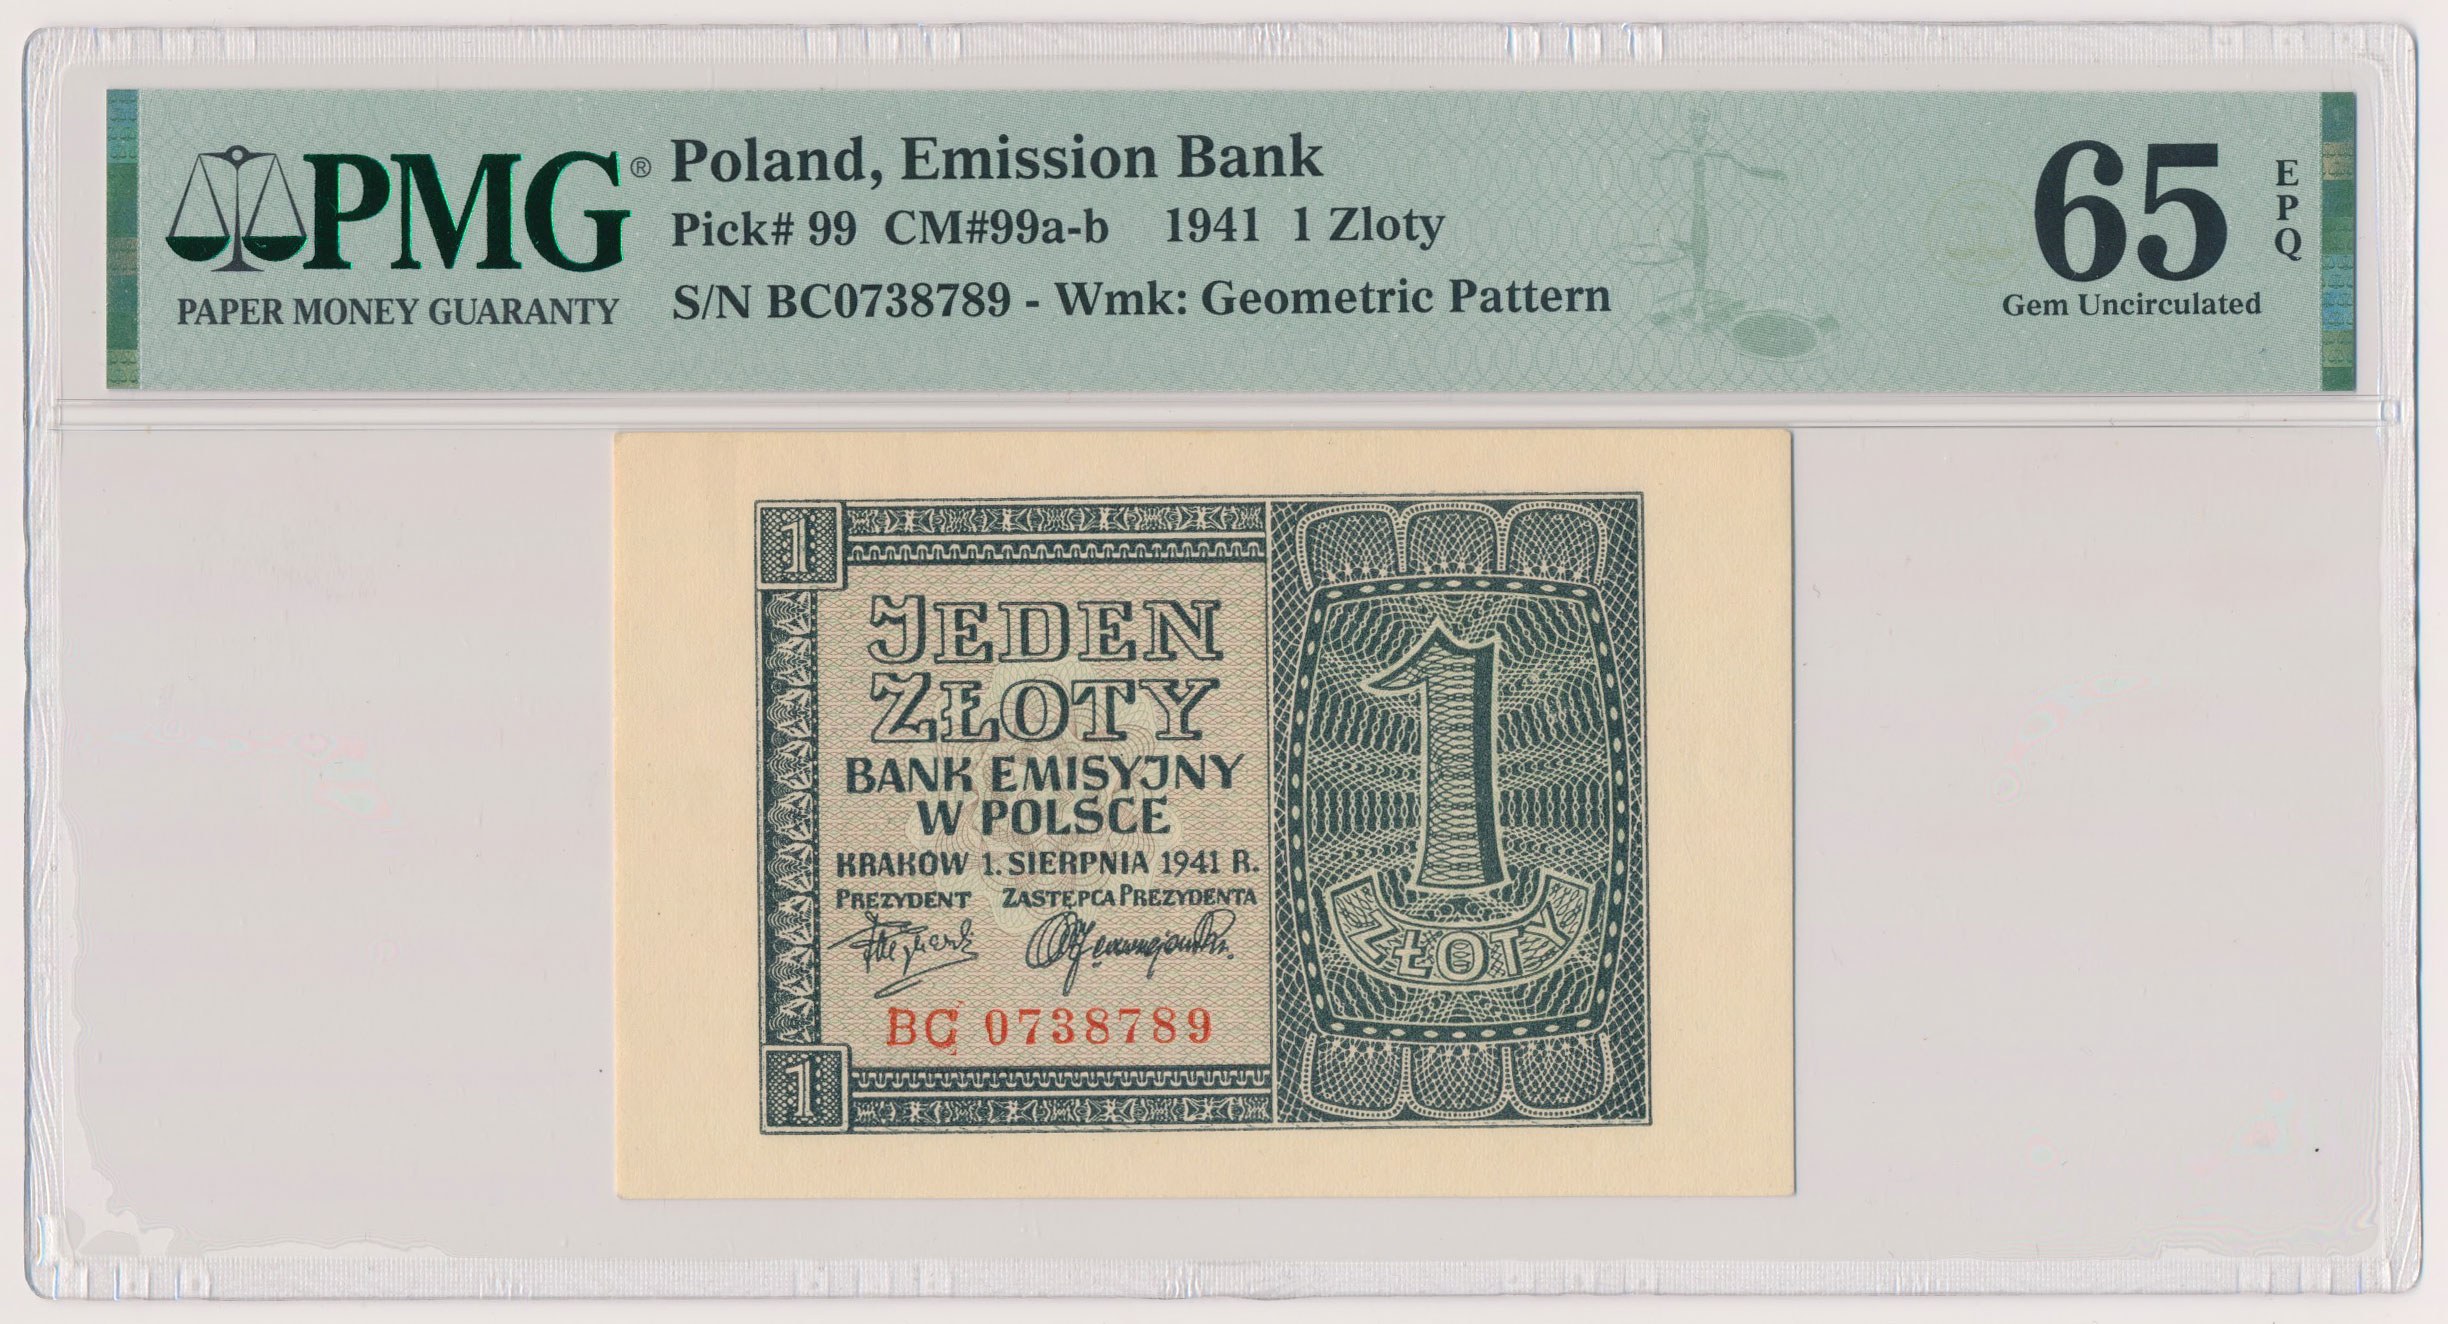 PMG®
PAPER MONEY GUARANTY
Poland, Emission Bank
Pick# 99 CM#99a-b 1941 1 Zloty
S/N BC0738789 - Wmk: Geometric Pattern
65
EPQ
Gem Uncirculated
1
JEDEN
ZŁOTY
BANK EMISYJNY
W POLSCE
KRAKÓW 1. SIERPNIA 1941 R.
PREZYDENT ZASTĘPCA PREZYDENTA
BC 0738789
1
1
ZŁOTY